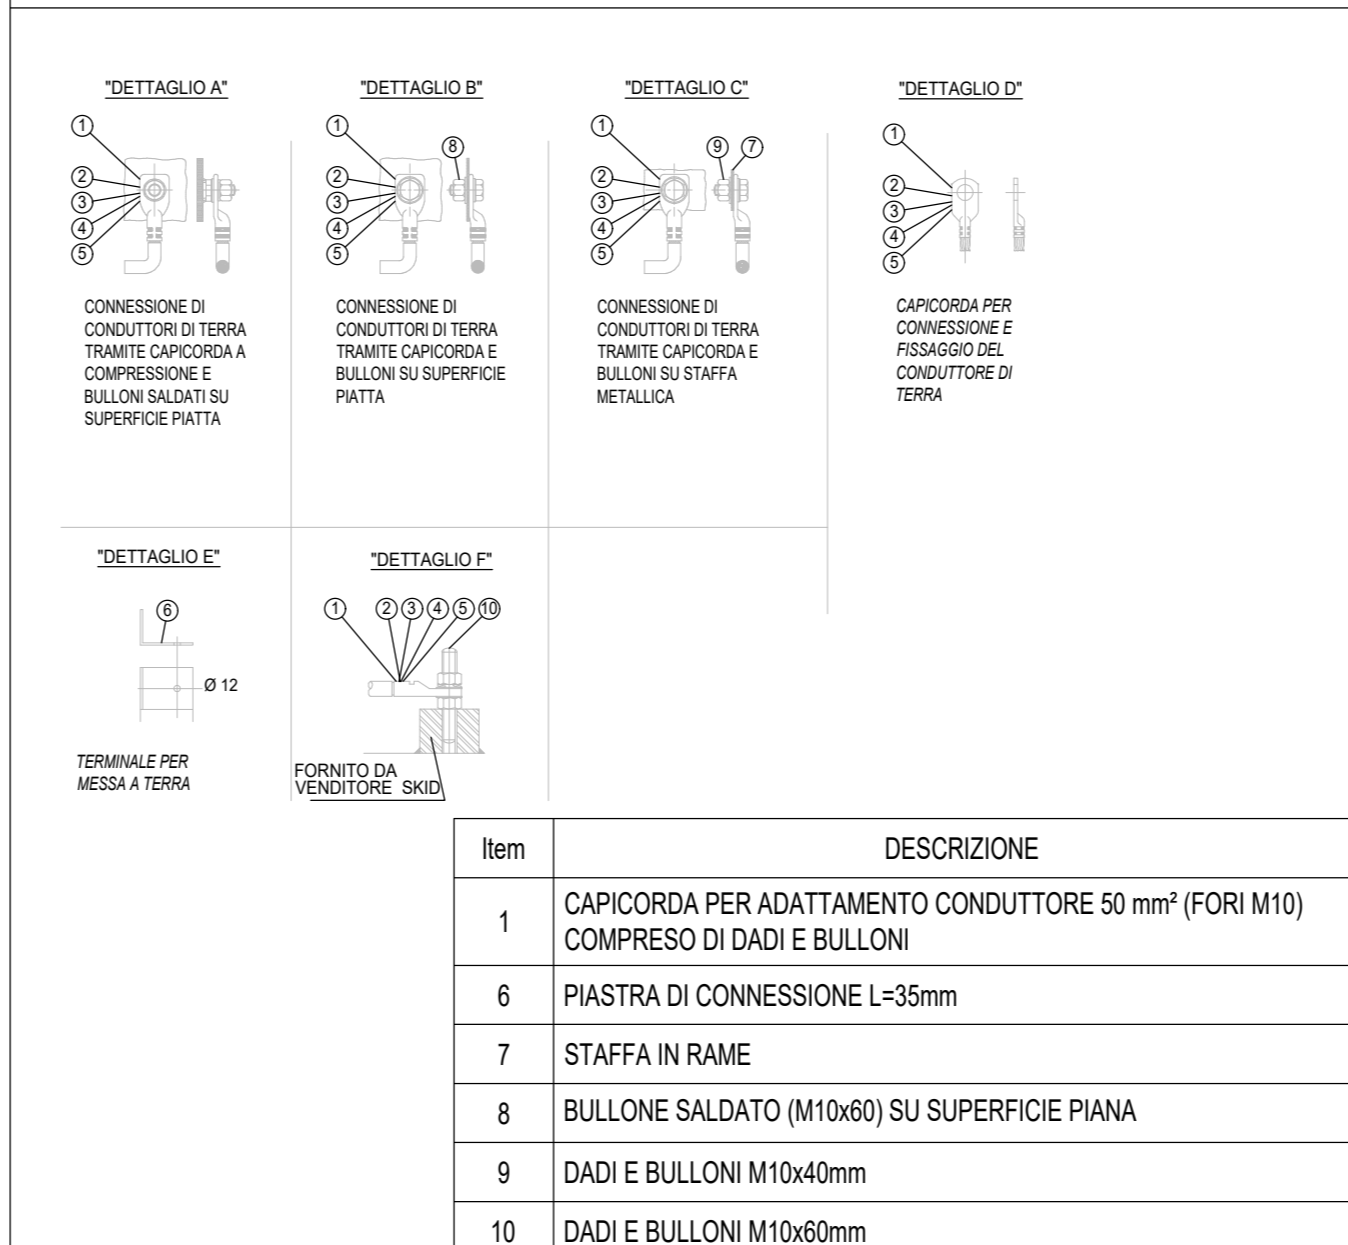 "DETTAGLIO A"
1
2
3
4
5
CONNESSIONE DI
CONDUTTORI DI TERRA
TRAMITE CAPICORDA A
COMPRESSIONE E
BULLONI SALDATI SU
SUPERFICIE PIATTA
"DETTAGLIO B"
1
8
2
3
4
5
CONNESSIONE DI
CONDUTTORI DI TERRA
TRAMITE CAPICORDA E
BULLONI SU SUPERFICIE
PIATTA
"DETTAGLIO C"
1
9 7
2
3
4
5
CONNESSIONE DI
CONDUTTORI DI TERRA
TRAMITE CAPICORDA E
BULLONI SU STAFFA
METALLICA
"DETTAGLIO D"
1
2
3
4
5
CAPICORDA PER
CONNESSIONE E
FISSAGGIO DEL
CONDUTTORE DI
TERRA
"DETTAGLIO E"
6
Ø 12
TERMINALE PER
MESSA A TERRA
"DETTAGLIO F"
1 2 3 4 5 10
FORNITO DA
VENDITORE SKID
Item DESCRIZIONE
1 CAPICORDA PER ADATTAMENTO CONDUTTORE 50 mm² (FORI M10)
COMPRESO DI DADI E BULLONI
6 PIASTRA DI CONNESSIONE L=35mm
7 STAFFA IN RAME
8 BULLONE SALDATO (M10x60) SU SUPERFICIE PIANA
9 DADI E BULLONI M10x40mm
10 DADI E BULLONI M10x60mm